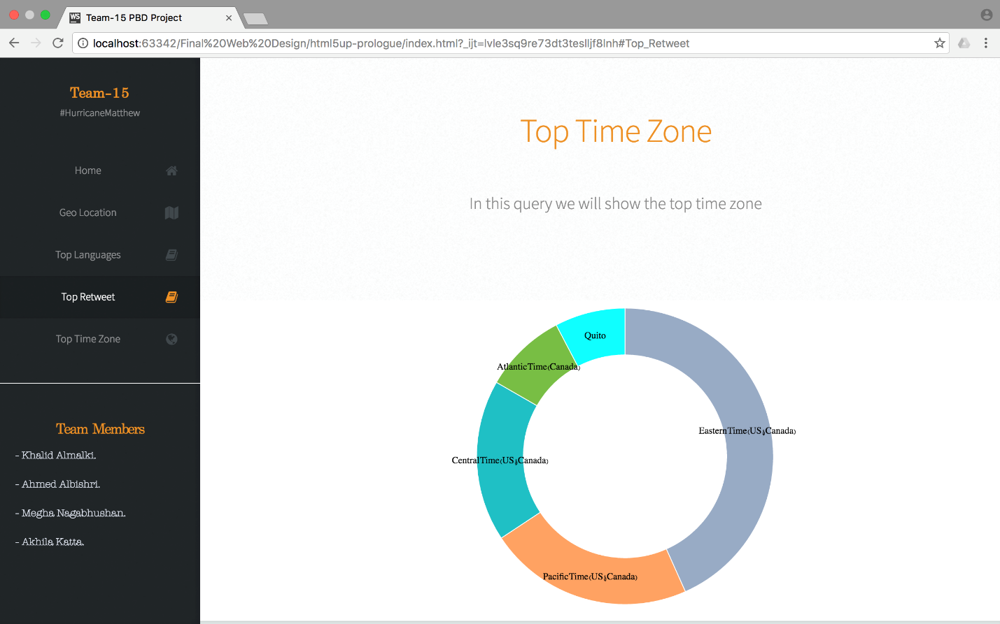 Team-15 PBD Project
localhost:63342/Final%20Web%20Design/html5up-prologue/index.html?_ijt=lvle3sq9re73dt3teslljf8lnh#Top_Retweet
Team-15
#HurricaneMatthew
Home
Geo Location
Top Languages
Top Retweet
Top Time Zone
Team Members
- Khalid Almalki.
- Ahmed Albishri.
- Megha Nagabhushan.
- Akhila Katta.
Top Time Zone
In this query we will show the top time zone
Quito
AtlanticTime(Canada)
EasternTime(US&Canada)
CentralTime(US&Canada)
PacificTime(US&Canada)